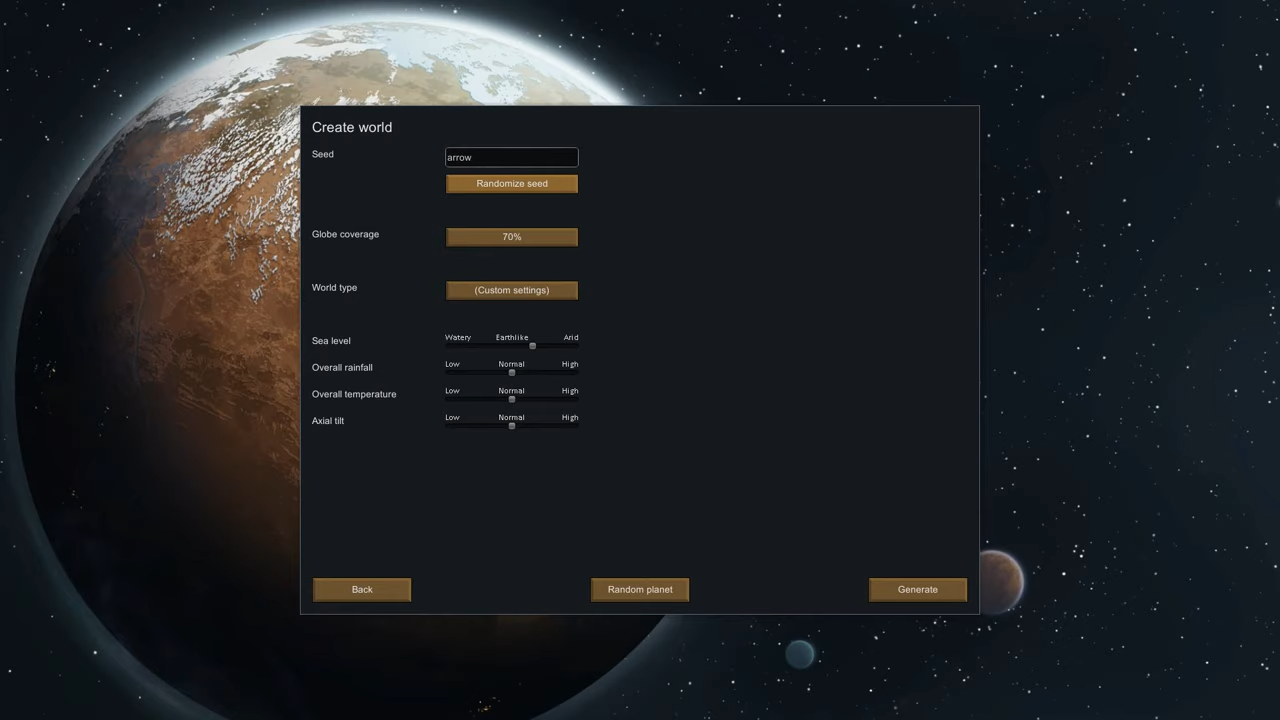 Create world
Seed
arrow
Randomize seed
Globe coverage
70%
World type
(Custom settings)
Sea level
Watery Earthlike Arid
Overall rainfall
Low Normal High
Overall temperature
Low Normal High
Axial tilt
Low Normal High
Back
Random planet
Generate